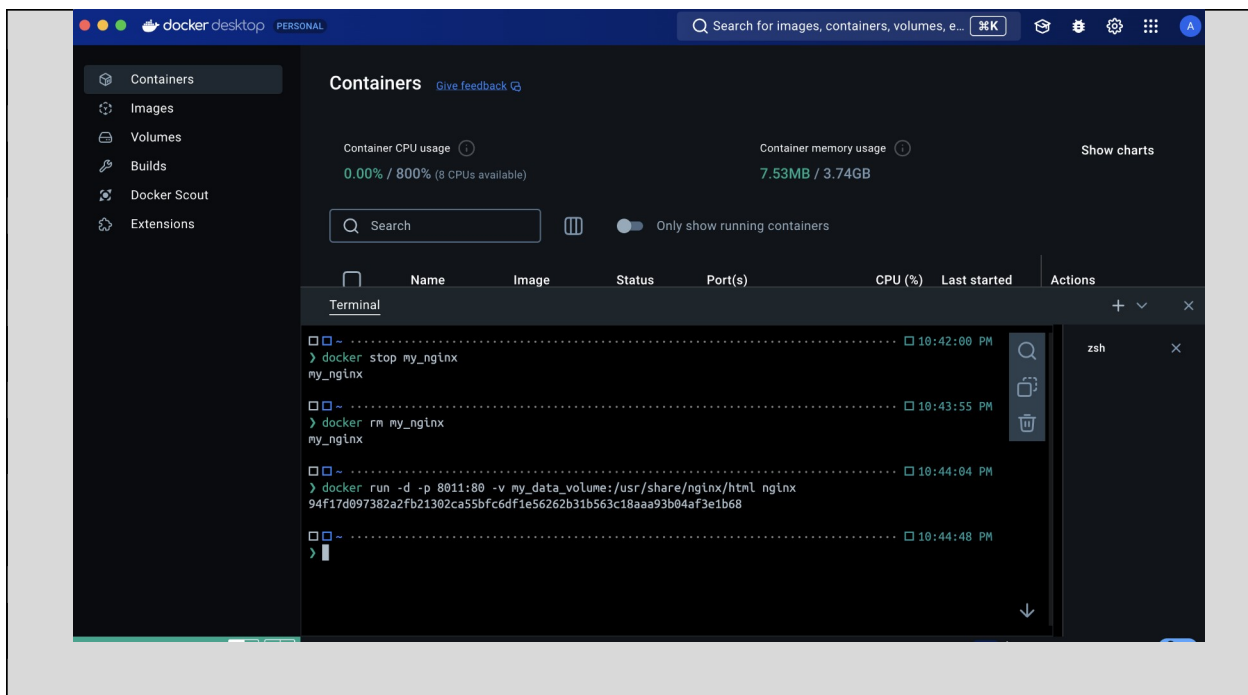 docker desktop PERSONAL
Search for images, containers, volumes, e... ⌘K
A
Containers
Images
Volumes
Builds
Docker Scout
Extensions
Containers Give feedback
Container CPU usage
0.00% / 800% (8 CPUs available)
Container memory usage
7.53MB / 3.74GB
Show charts
Search
Only show running containers
Name Image Status Port(s) CPU (%) Last started Actions
Terminal
zsh
~ 10:42:00 PM
❯ docker stop my_nginx
my_nginx
~ 10:43:55 PM
❯ docker rm my_nginx
my_nginx
~ 10:44:04 PM
❯ docker run -d -p 8011:80 -v my_data_volume:/usr/share/nginx/html nginx
94f17d097382a2fb21302ca55bfc6df1e56262b31b563c18aaa93b04af3e1b68
~ 10:44:48 PM
❯